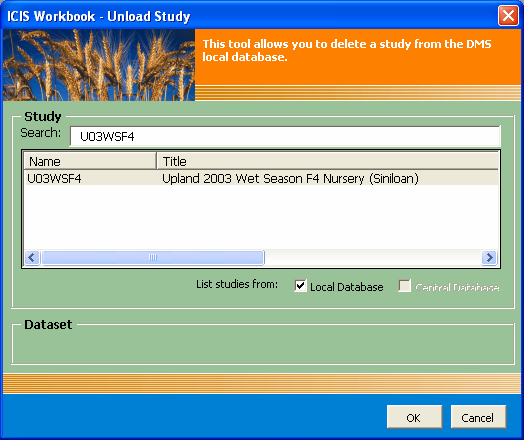 ICIS Workbook - Unload Study
This tool allows you to delete a study from the DMS
local database.
Study
Search: U03WSF4
Name Title
U03WSF4 Upland 2003 Wet Season F4 Nursery (Siniloan)
List studies from: Local Database Central Database
Dataset
OK Cancel